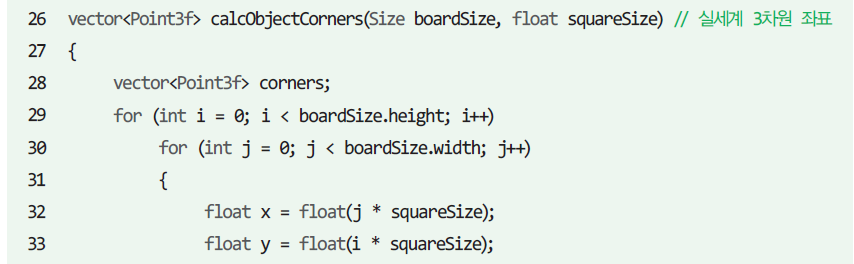 26 vector<Point3f> calcObjectCorners(Size boardSize, float squareSize) // 실세계 3차원 좌표
27 {
28 vector<Point3f> corners;
29 for (int i = 0; i < boardSize.height; i++)
30 for (int j = 0; j < boardSize.width; j++)
31 {
32 float x = float(j * squareSize);
33 float y = float(i * squareSize);